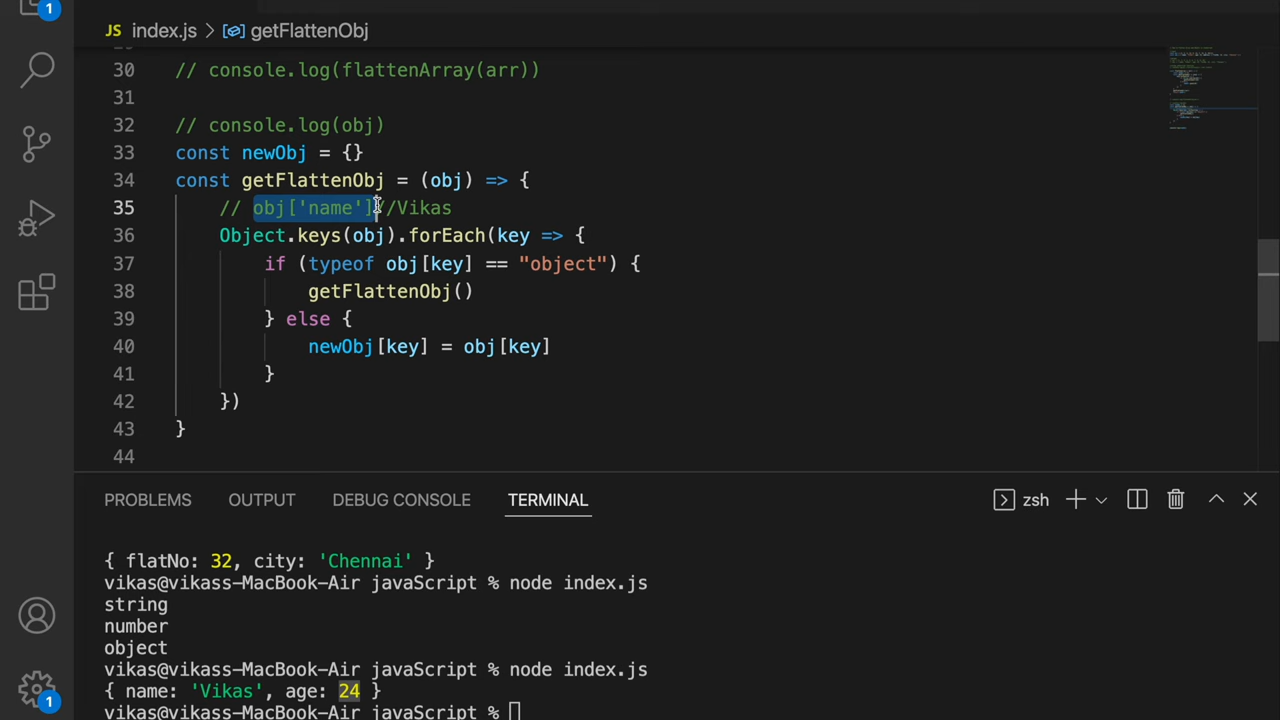 1
JS index.js > getFlattenObj
30 // console.log(flattenArray(arr))
31
32 // console.log(obj)
33 const newObj = {}
34 const getFlattenObj = (obj) => {
35 // obj['name']//Vikas
36 Object.keys(obj).forEach(key => {
37 if (typeof obj[key] == "object") {
38 getFlattenObj()
39 } else {
40 newObj[key] = obj[key]
41 }
42 })
43 }
44
PROBLEMS OUTPUT DEBUG CONSOLE TERMINAL zsh
{ flatNo: 32, city: 'Chennai' }
vikas@vikass-MacBook-Air javaScript % node index.js
string
number
object
vikas@vikass-MacBook-Air javaScript % node index.js
{ name: 'Vikas', age: 24 }
vikas@vikass-MacBook-Air javaScript %
1